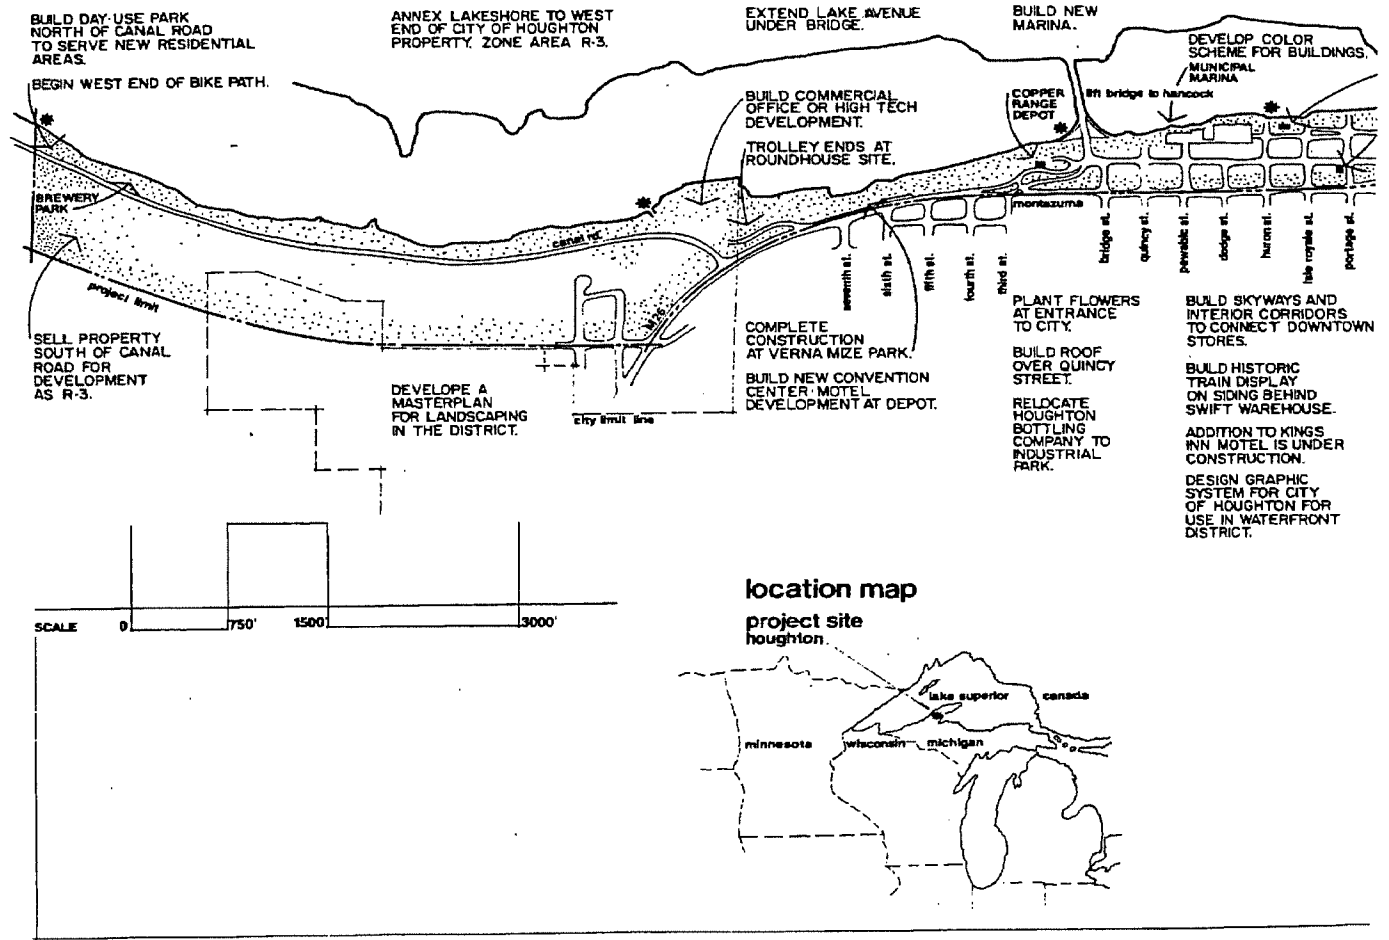 BUILD DAY-USE PARK
NORTH OF CANAL ROAD
TO SERVE NEW RESIDENTIAL
AREAS.
BEGIN WEST END OF BIKE PATH.
ANNEX LAKESHORE TO WEST
END OF CITY OF HOUGHTON
PROPERTY. ZONE AREA R-3.
EXTEND LAKE AVENUE
UNDER BRIDGE.
BUILD NEW
MARINA.
DEVELOP COLOR
SCHEME FOR BUILDINGS.
MUNICIPAL
MARINA
BUILD COMMERCIAL
OFFICE OR HIGH TECH
DEVELOPMENT.
TROLLEY ENDS AT
ROUNDHOUSE SITE.
COPPER
RANGE
DEPOT
lift bridge to hancock
BREWERY
PARK
canal rd.
montezuma
project limit
M 26
seventh st.
sixth st.
fifth st.
fourth st.
third st.
bridge st.
quincy st.
pewabic st.
dodge st.
huron st.
isle royale st.
portage st.
SELL PROPERTY
SOUTH OF CANAL
ROAD FOR
DEVELOPMENT
AS R-3.
DEVELOPE A
MASTERPLAN
FOR LANDSCAPING
IN THE DISTRICT.
city limit line
COMPLETE
CONSTRUCTION
AT VERNA MIZE PARK.
BUILD NEW CONVENTION
CENTER-MOTEL
DEVELOPMENT AT DEPOT.
PLANT FLOWERS
AT ENTRANCE
TO CITY.
BUILD ROOF
OVER QUINCY
STREET.
RELOCATE
HOUGHTON
BOTTLING
COMPANY TO
INDUSTRIAL
PARK.
BUILD SKYWAYS AND
INTERIOR CORRIDORS
TO CONNECT DOWNTOWN
STORES.
BUILD HISTORIC
TRAIN DISPLAY
ON SIDING BEHIND
SWIFT WAREHOUSE.
ADDITION TO KINGS
INN MOTEL IS UNDER
CONSTRUCTION.
DESIGN GRAPHIC
SYSTEM FOR CITY
OF HOUGHTON FOR
USE IN WATERFRONT
DISTRICT.
SCALE 0 750' 1500' 3000'
location map
project site
houghton
lake superior
canada
minnesota
wisconsin
michigan